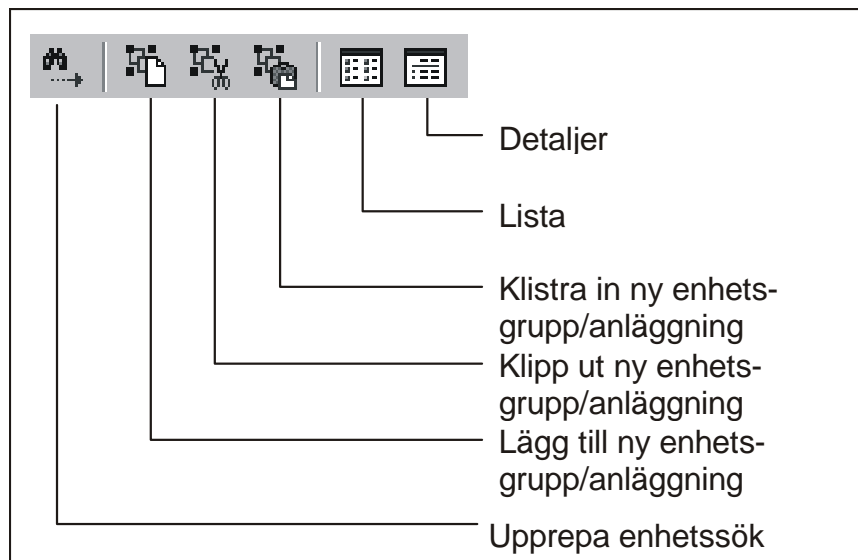 Detaljer
Lista
Klistra in ny enhets-
grupp/anläggning
Klipp ut ny enhets-
grupp/anläggning
Lägg till ny enhets-
grupp/anläggning
Upprepa enhetssök